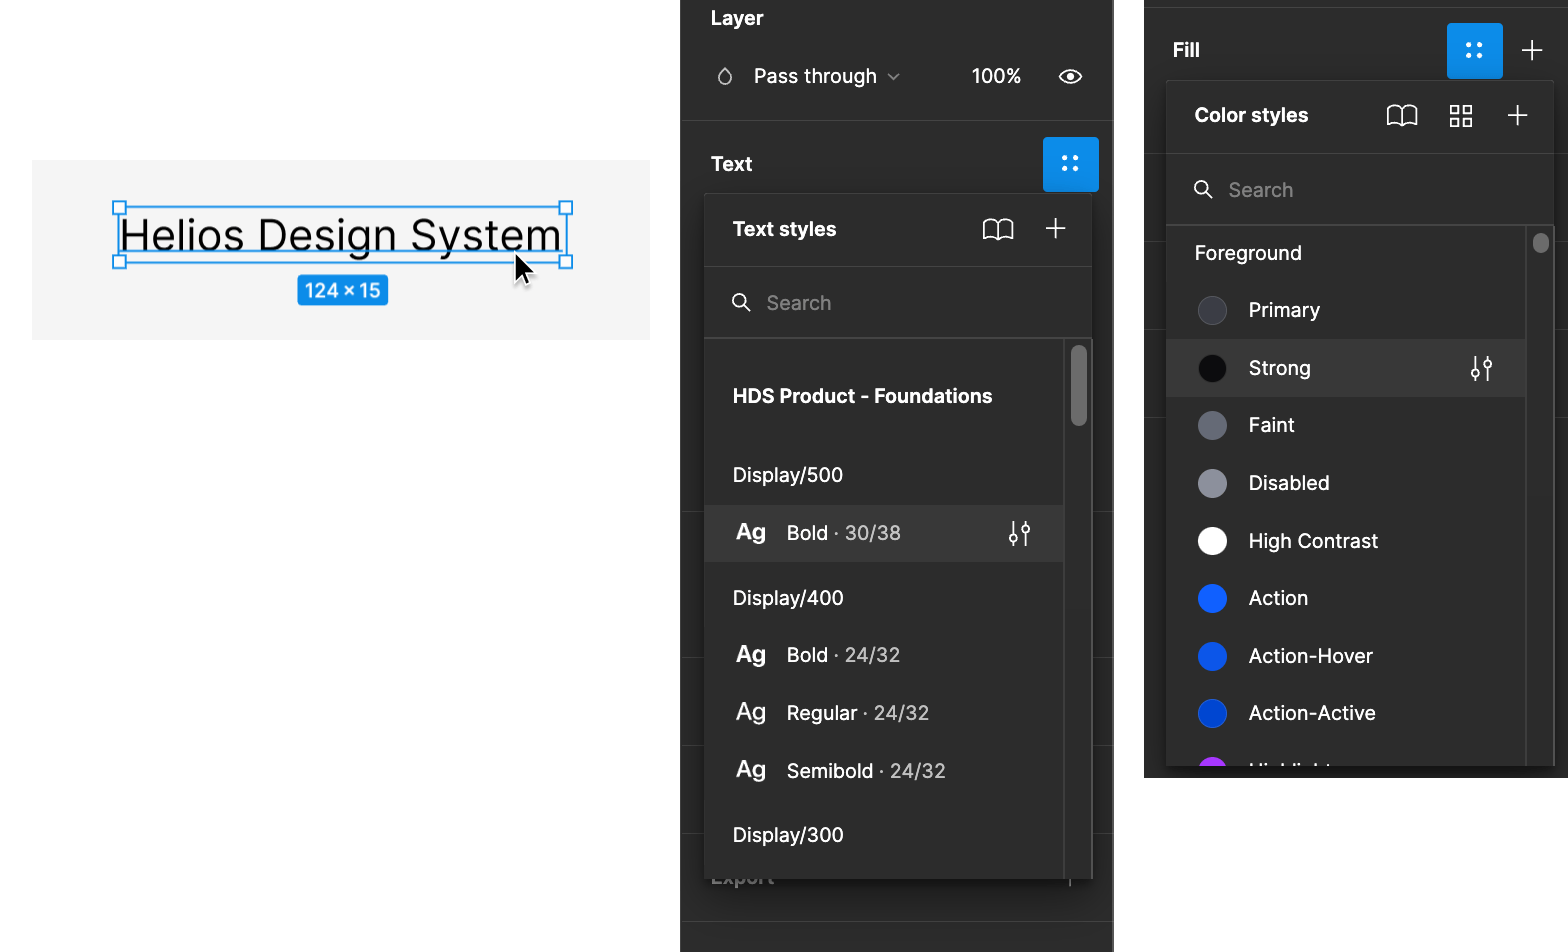 Helios Design System
124 × 15
Layer
Pass through
100%
Text
Text styles
Search
HDS Product - Foundations
Display/500
Ag Bold · 30/38
Display/400
Ag Bold · 24/32
Ag Regular · 24/32
Ag Semibold · 24/32
Display/300
Export
Fill
Color styles
Search
Foreground
Primary
Strong
Faint
Disabled
High Contrast
Action
Action-Hover
Action-Active